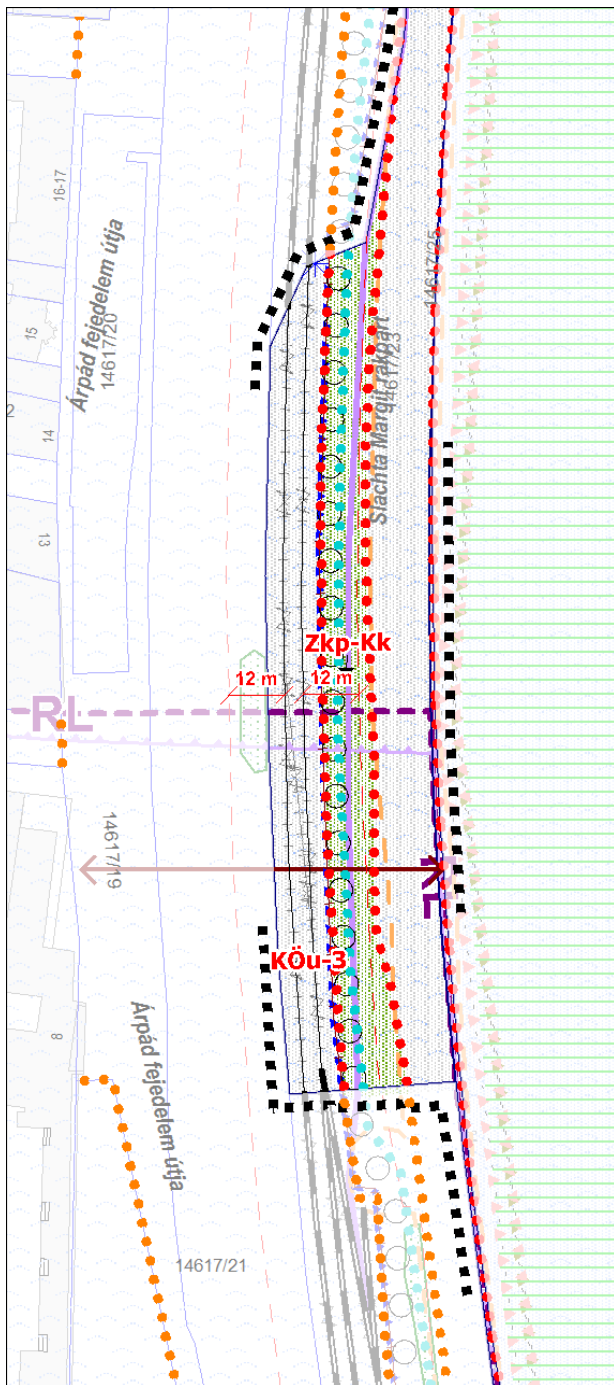 16-17
Árpád fejedelem útja
14617/20
15
2
14
13
14617/25
14617/23
Slachta Margit rakpart
Zkp-Kk
12 m
12 m
RL
14617/19
RL
KÖu-3
8
Árpád fejedelem útja
14617/21